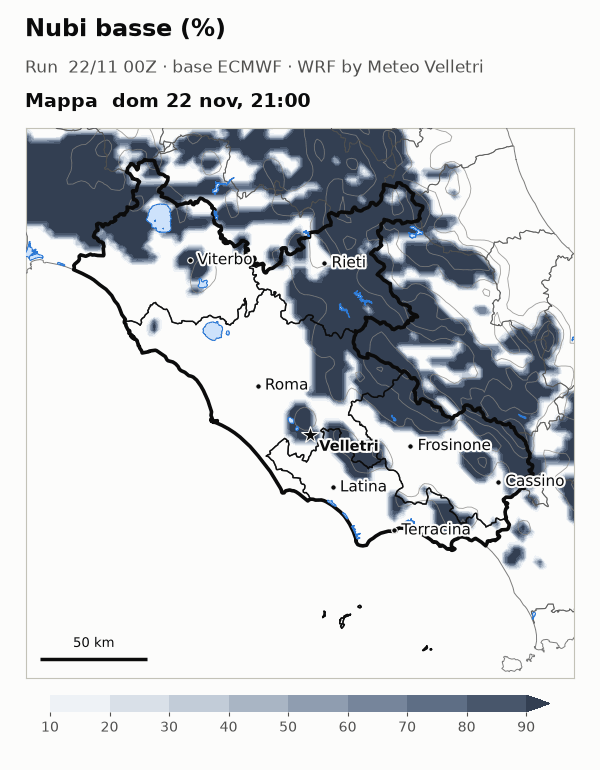 Nubi basse (%)
Run  22/11 00Z · base ECMWF · WRF by Meteo Velletri
Mappa  dom 22 nov, 21:00
Viterbo
Rieti
Roma
Velletri
Frosinone
Latina
Cassino
Terracina
50 km
10 20 30 40 50 60 70 80 90